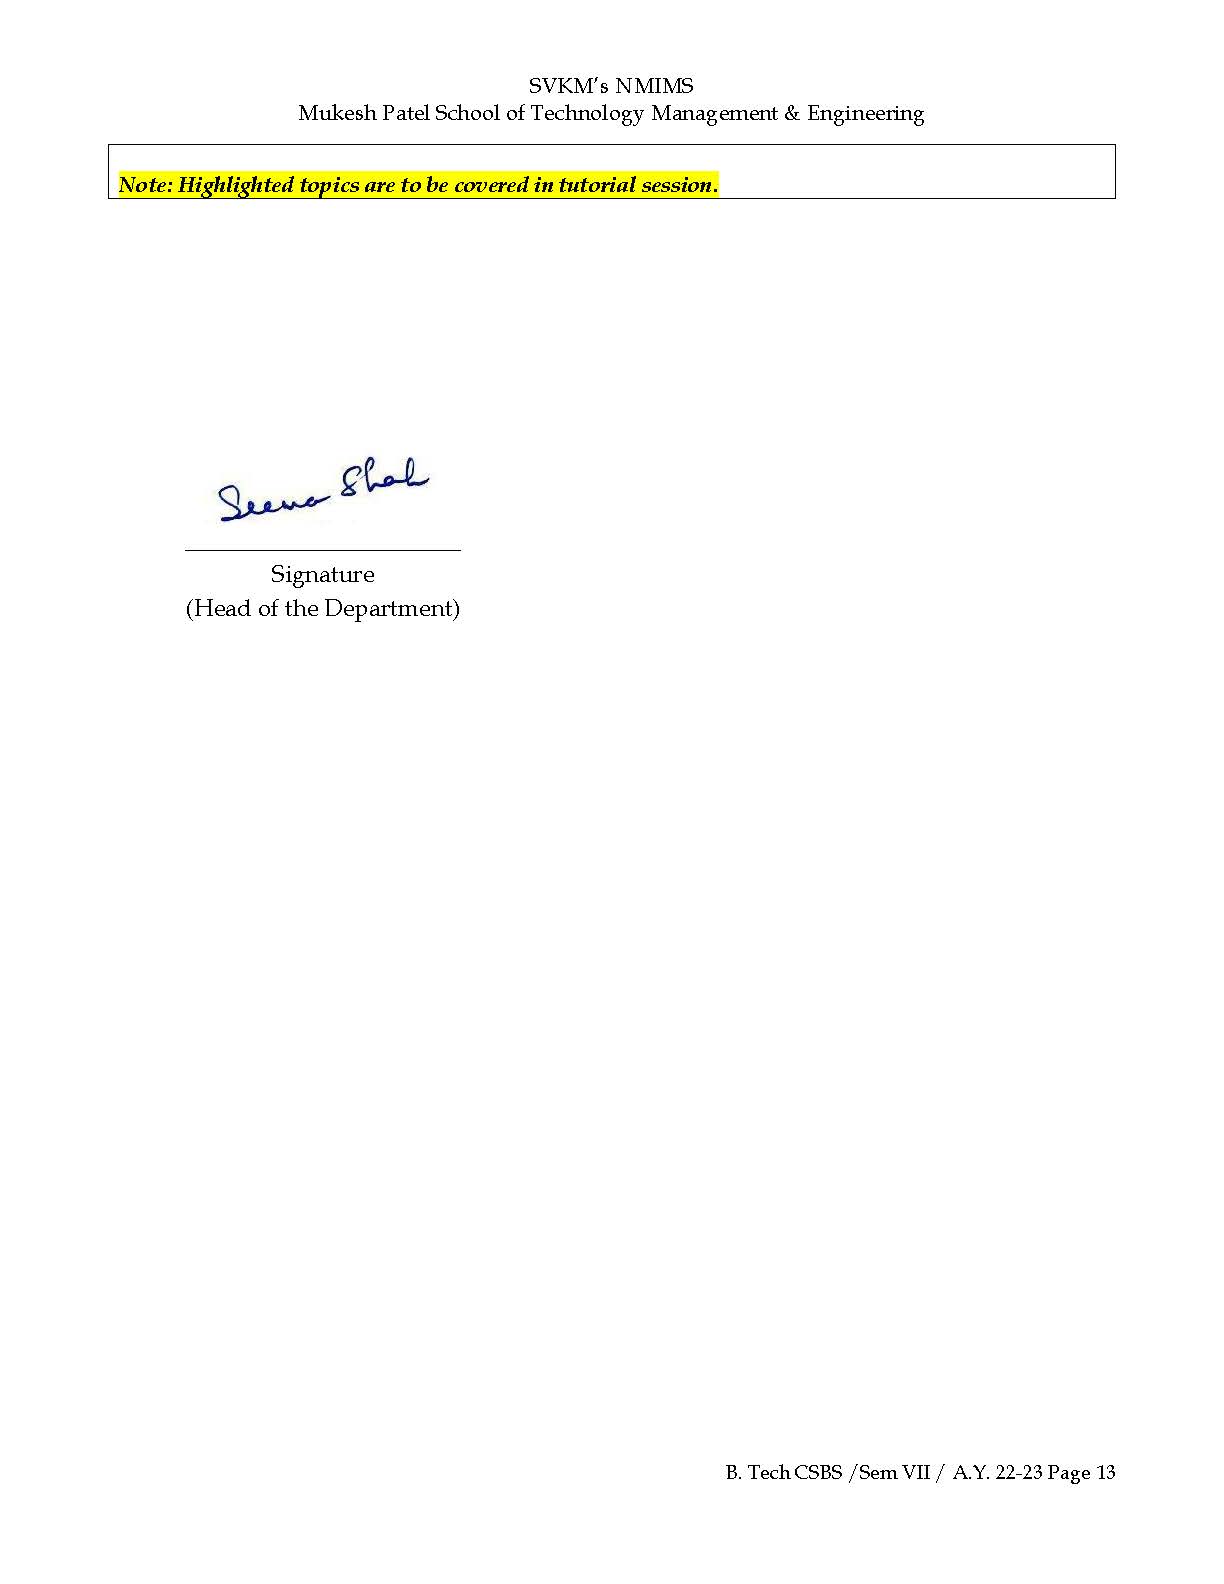 SVKM’s NMIMS
Mukesh Patel School of Technology Management & Engineering
Note: Highlighted topics are to be covered in tutorial session.
Seema Shah
Signature
(Head of the Department)
B. Tech CSBS /Sem VII / A.Y. 22-23 Page 13